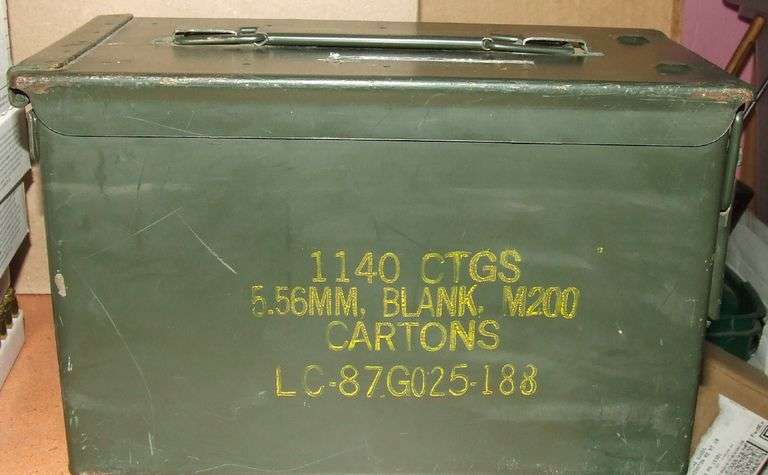 1140 CTGS
5.56MM, BLANK, M200
CARTONS
LC-87G025-188